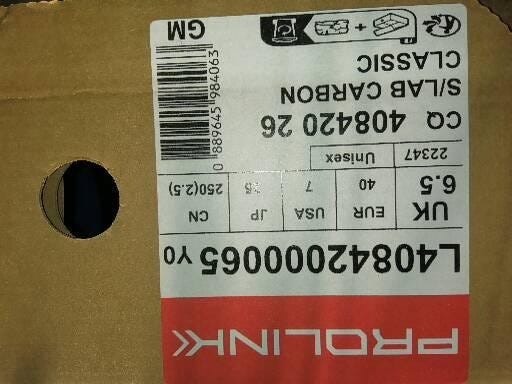 PROLINK
L40842000065 Y0
UK EUR USA JP CN
6.5 40 7 25 250(2.5)
22347 Unisex
CQ 408420 26
S/LAB CARBON
CLASSIC
0 889645 984063
GM